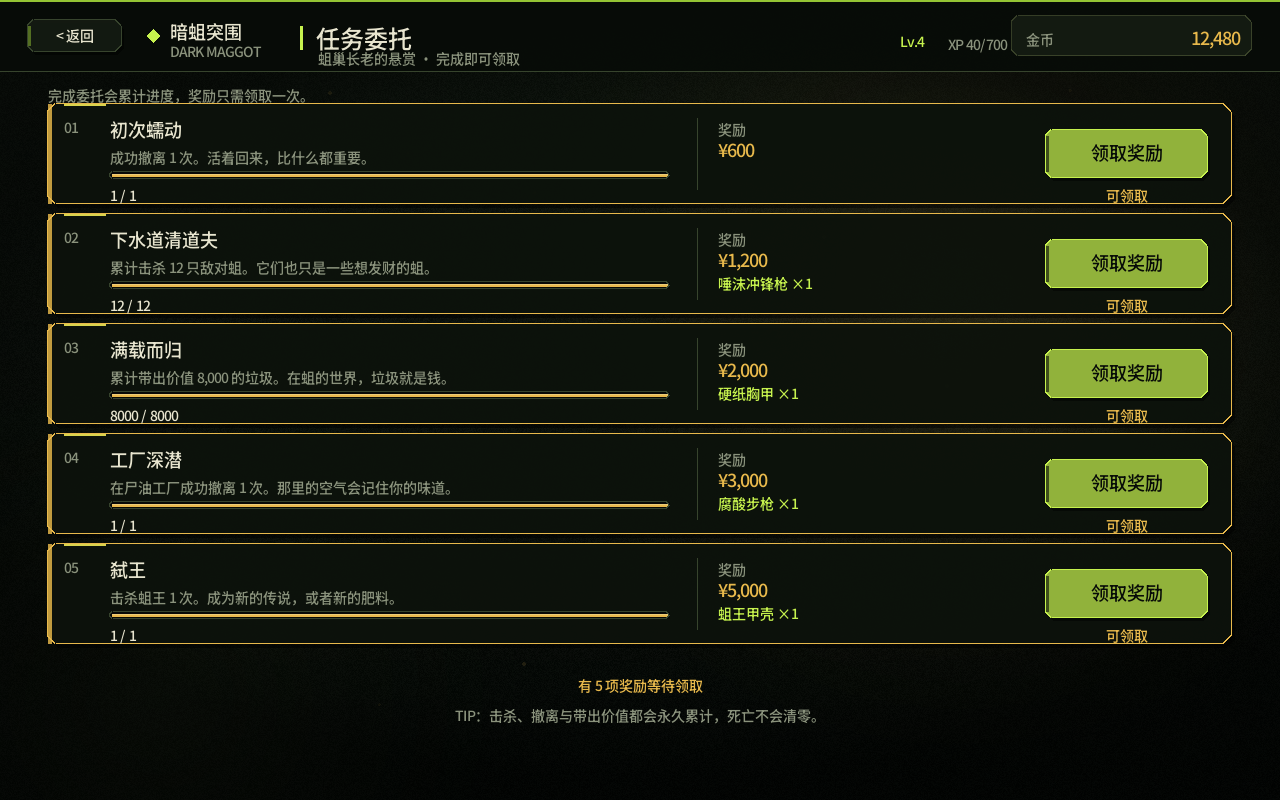 <返回
暗蛆突围
DARK MAGGOT
任务委托
蛆巢长老的悬赏 · 完成即可领取
Lv.4
XP 40/700
金币
12,480
完成委托会累计进度，奖励只需领取一次。
01
初次蠕动
成功撤离 1 次。活着回来，比什么都重要。
1 / 1
奖励
¥600
领取奖励
可领取
02
下水道清道夫
累计击杀 12 只敌对蛆。它们也只是一些想发财的蛆。
12 / 12
奖励
¥1,200
唾沫冲锋枪 ×1
领取奖励
可领取
03
满载而归
累计带出价值 8,000 的垃圾。在蛆的世界，垃圾就是钱。
8000 / 8000
奖励
¥2,000
硬纸胸甲 ×1
领取奖励
可领取
04
工厂深潜
在尸油工厂成功撤离 1 次。那里的空气会记住你的味道。
1 / 1
奖励
¥3,000
腐酸步枪 ×1
领取奖励
可领取
05
弑王
击杀蛆王 1 次。成为新的传说，或者新的肥料。
1 / 1
奖励
¥5,000
蛆王甲壳 ×1
领取奖励
可领取
有 5 项奖励等待领取
TIP：击杀、撤离与带出价值都会永久累计，死亡不会清零。